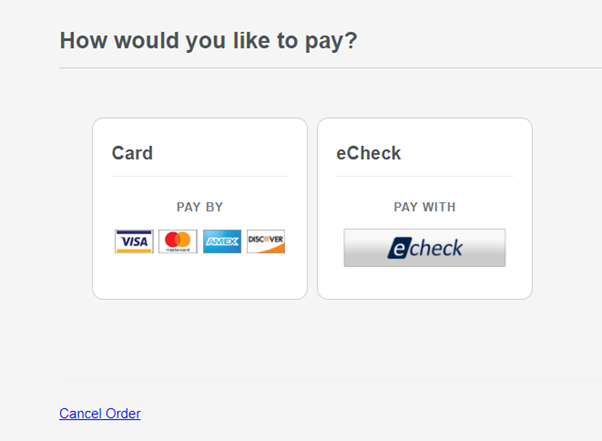 How would you like to pay?
Card
PAY BY
VISA mastercard AMEX DISCOVER
eCheck
PAY WITH
echeck
Cancel Order